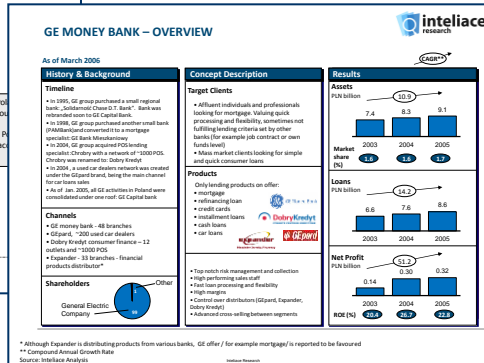 GE MONEY BANK – OVERVIEW
inteliace
research
As of March 2006
CAGR**
History & Background
Timeline
• In 1995, GE group purchased a small regional
bank: „Solidarność Chase D.T. Bank”. Bank was
rebranded soon to GE Capital Bank.
• In 1998, GE group purchased another small bank
(PAMBank)and converted it to a mortgage
specialist: GE Bank Mieszkaniowy
• In 2004, GE group acquired POS lending
specialist :Chrobry with a network of ~1000 POS.
Chrobry was renamed to: Dobry Kredyt
• In 2004 , a used car dealers network was created
under the GEpard brand, being the main channel
for car loans sales
• As of Jan. 2005, all GE activities in Poland were
consolidated under one roof: GE Capital bank
Channels
• GE money - 48 branches
• GEpard, ~200 used car dealers
• Dobry Kredyt consumer finance – 12
outlets and ~1000 POS
• Expander - 33 branches - financial
products distributor*
Shareholders
Other
1
General Electric
Company
99
Concept Description
Target Clients
• Affluent individuals and professionals
looking for mortgage. Valuing quick
processing and flexibility, sometimes not
fulfilling lending criteria set by other
banks (for example job contract or own
funds level)
• Mass market clients looking for simple
and quick consumer loans
Products
Only lending products on offer:
• mortgage
• refinancing loan
• credit cards
• installment loans
• cash loans
• car loans
DobryKredyt
expander
GEpard
• Top notch risk management and collection
• High performing sales staff
• Fast loan processing and flexibility
• High margins
• Control over distributors (GEpard, Expander,
Dobry Kredyt)
• Advanced cross-selling between segments
Results
Assets
PLN billion
10.9
7.4 8.3 9.1
2003 2004 2005
Market
share
(%)
1.6 1.6 1.7
Loans
PLN billion
14.2
6.6 7.6 8.6
2003 2004 2005
Net Profit
PLN billion
51.2
0.14 0.30 0.32
2003 2004 2005
ROE (%) 20.4 26.7 22.8
* Although Expander is distributing products from various banks, GE offer / for example mortgage/ is reported to be favoured
** Compound Annual Growth Rate
Source: Inteliace Analysis
Inteliace Research